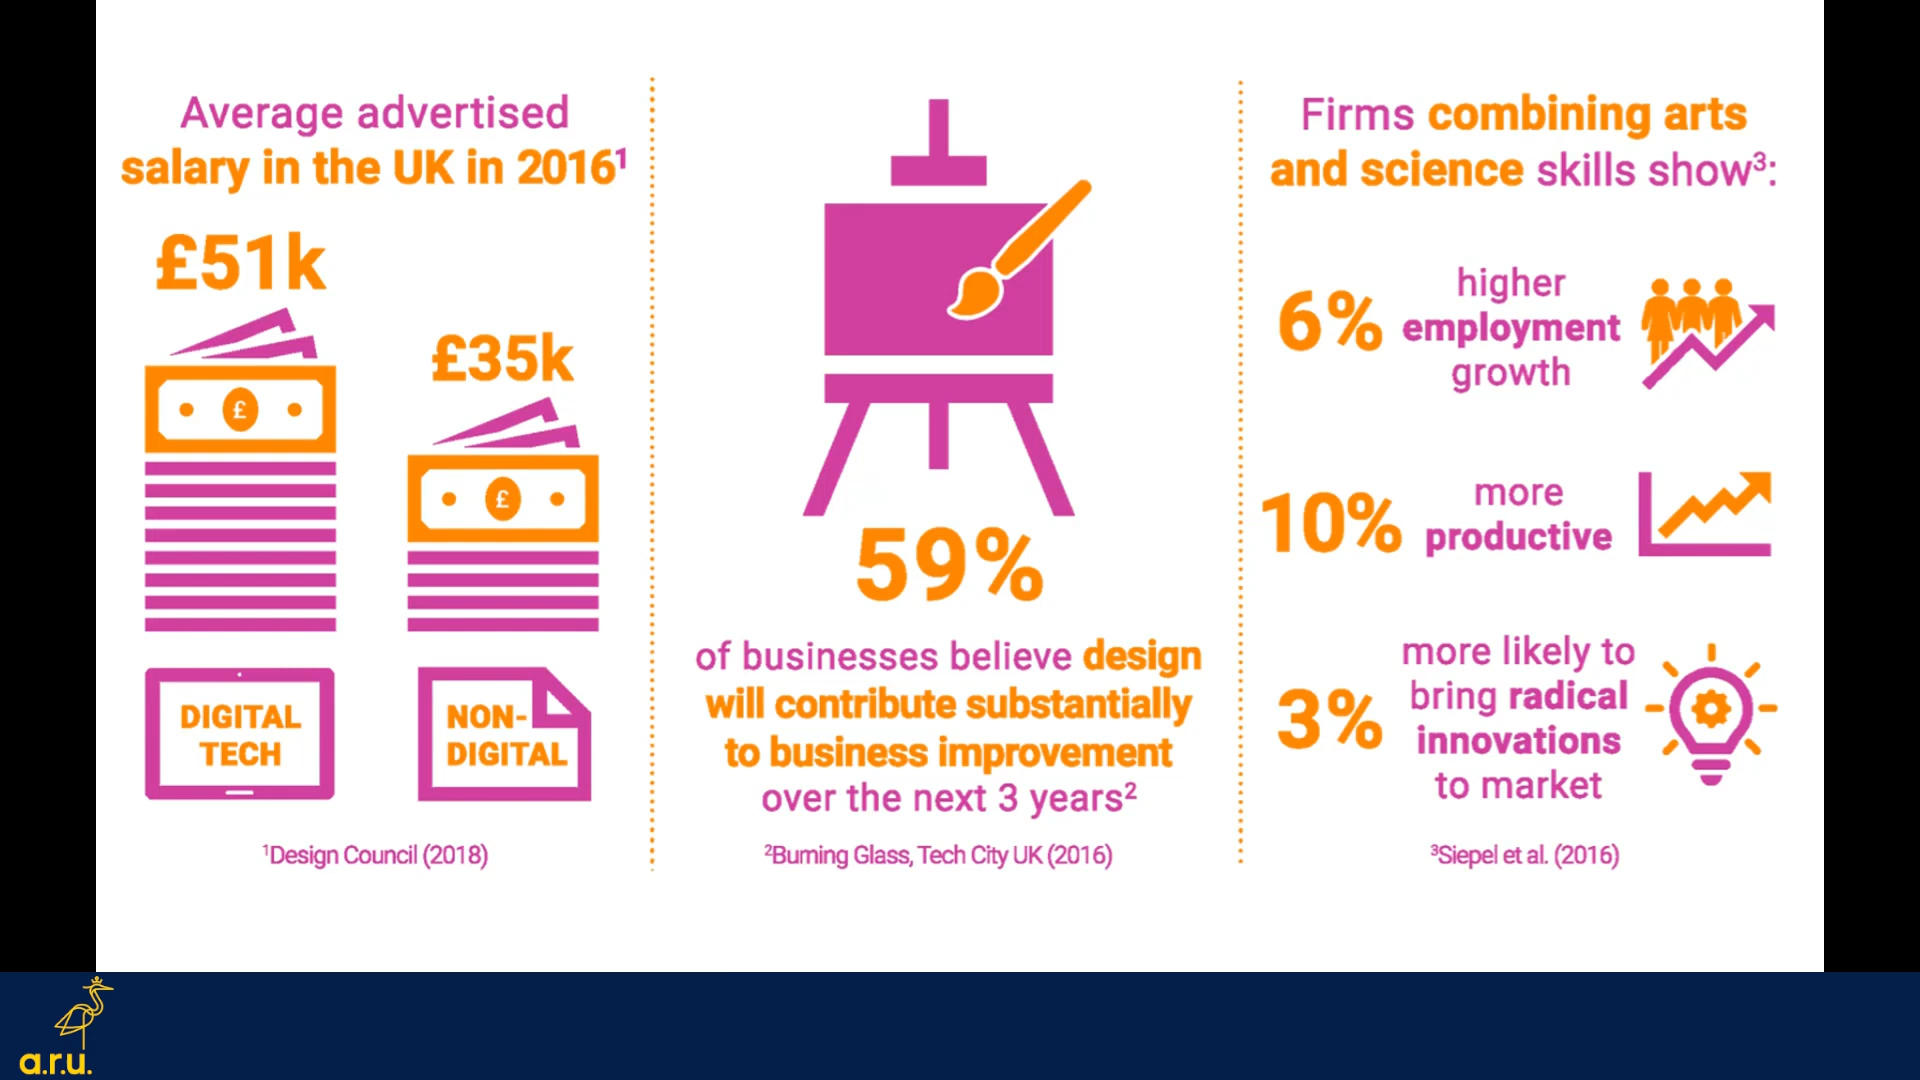 Average advertised
salary in the UK in 2016¹
£51k
£35k
£
£
DIGITAL
TECH
NON-
DIGITAL
¹Design Council (2018)
59%
of businesses believe design
will contribute substantially
to business improvement
over the next 3 years²
²Burning Glass, Tech City UK (2016)
Firms combining arts
and science skills show³:
6%
higher
employment
growth
10%
more
productive
3%
more likely to
bring radical
innovations
to market
³Siepel et al. (2016)
a.r.u.